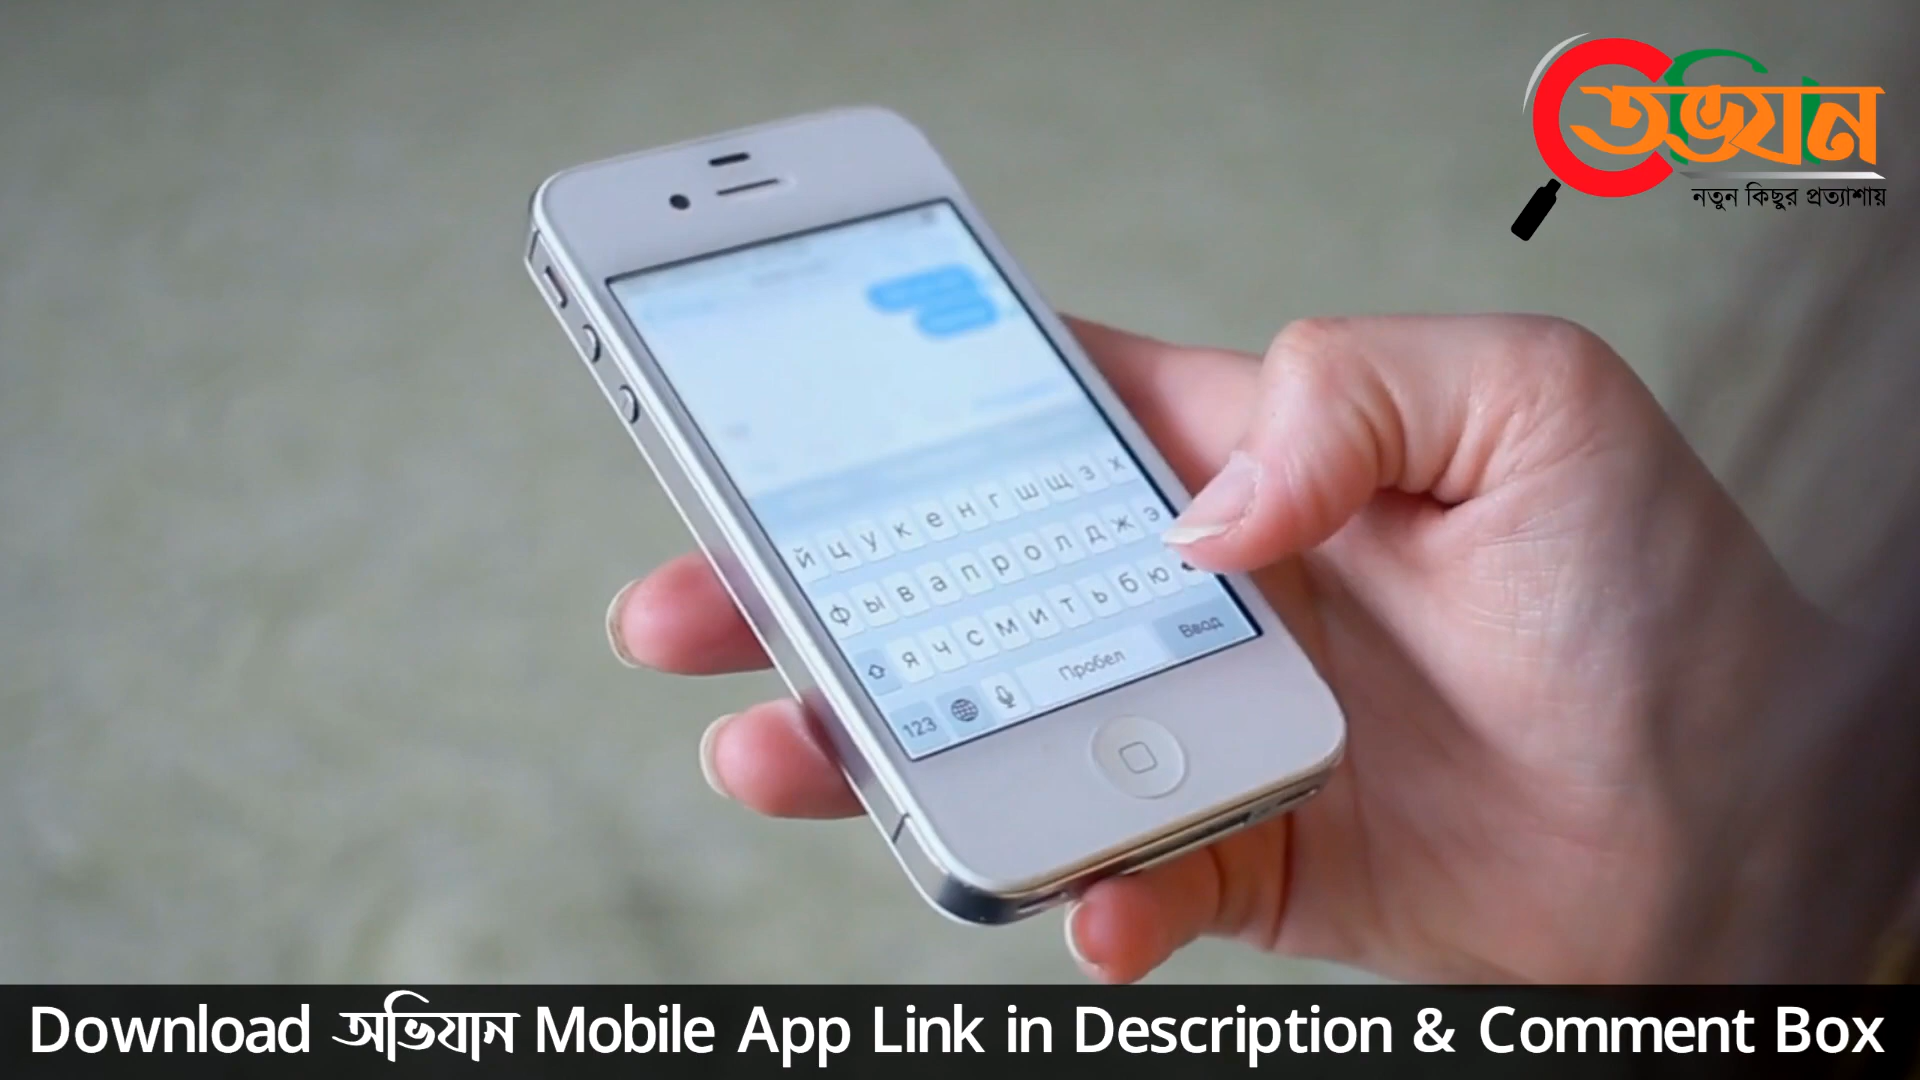 অভিযান
নতুন কিছুর প্রত্যাশায়
й ц у к е н г ш щ з х
ф ы в а п р о л д ж э
я ч с м и т ь б ю
123 Пробел Ввод
Download অভিযান Mobile App Link in Description & Comment Box